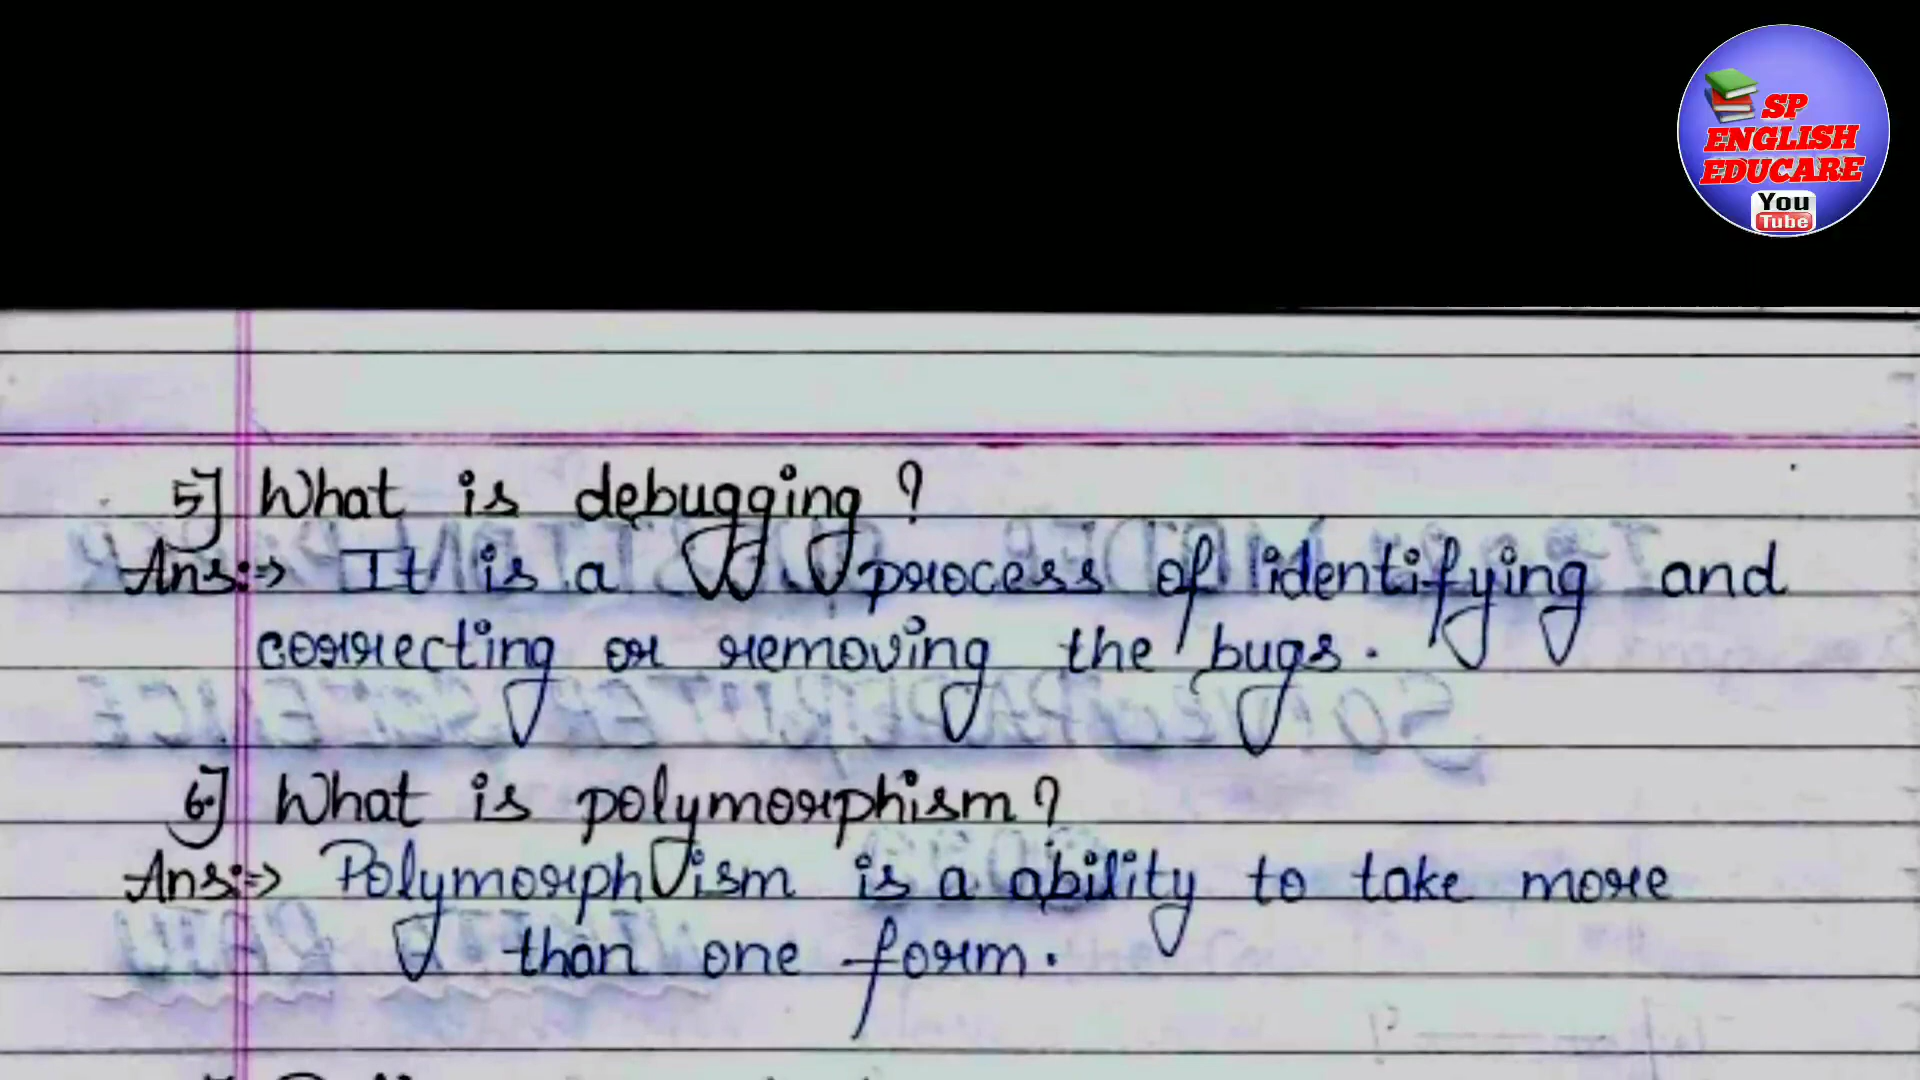 SP
ENGLISH
EDUCARE
You
Tube
5] What is debugging ?
Ans:→ It is a process of identifying and
correcting or removing the bugs.
6.] What is polymorphism?
Ans:→ Polymorphism is a ability to take more
than one form.